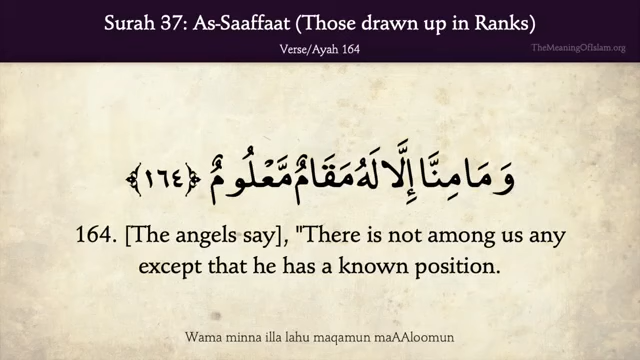 Surah 37: As-Saaffaat (Those drawn up in Ranks)
Verse/Ayah 164
TheMeaningOfIslam.org
وَمَا مِنَّا إِلَّا لَهُ مَقَامٌ مَّعْلُومٌ ﴿١٦٤﴾
164. [The angels say], "There is not among us any
except that he has a known position.
Wama minna illa lahu maqamun maAAloomun